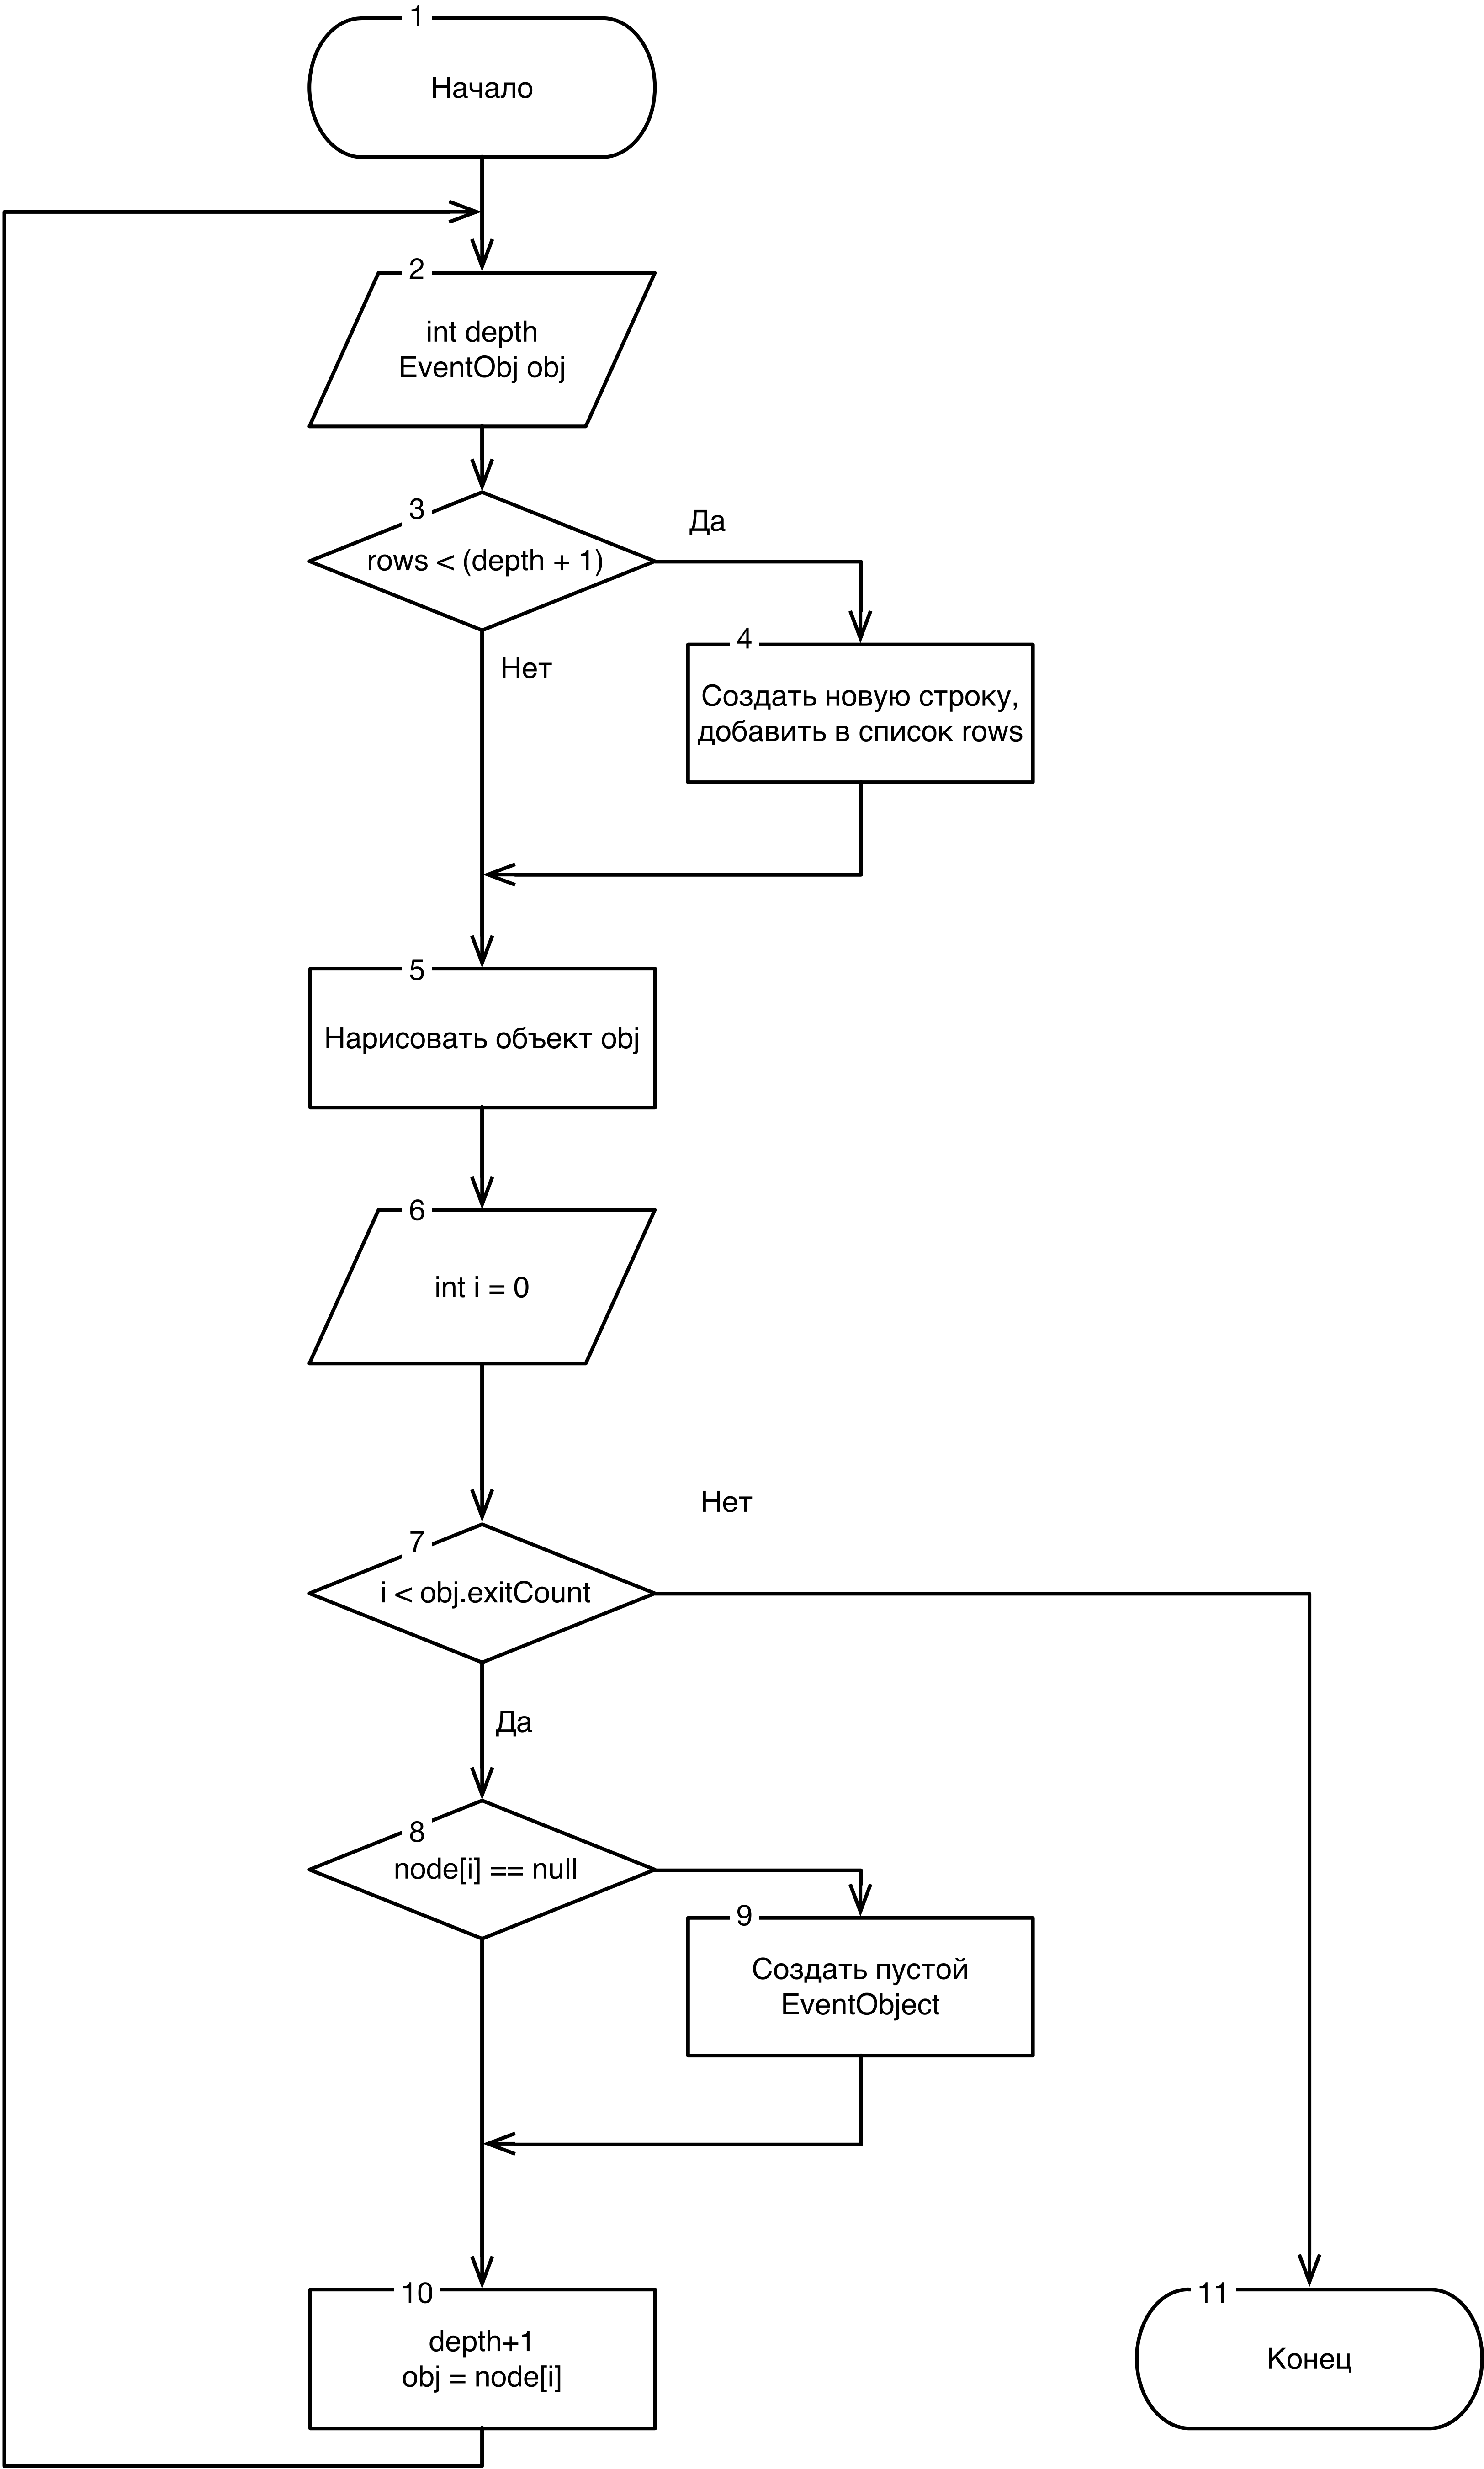 1
Начало
2
int depth
EventObj obj
3
rows < (depth + 1)
Да
Нет
4
Создать новую строку,
добавить в список rows
5
Нарисовать объект obj
6
int i = 0
Нет
7
i < obj.exitCount
Да
8
node[i] == null
9
Создать пустой
EventObject
10
depth+1
obj = node[i]
11
Конец